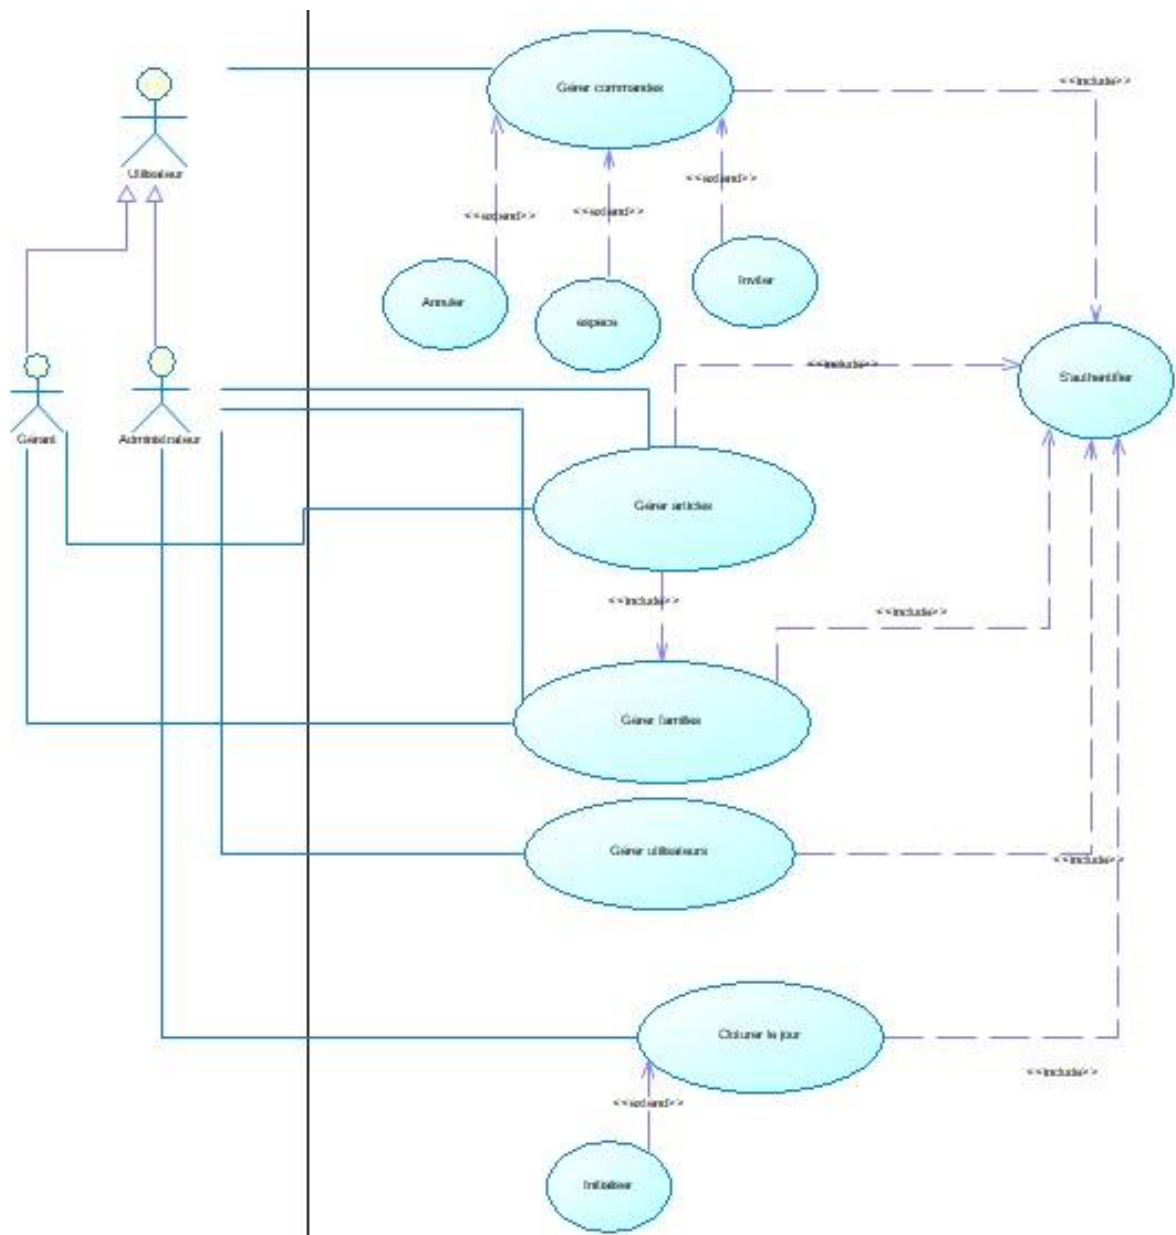 Gérer commandes
<<include>>
Utilisateur
<<extend>>
<<extend>>
<<extend>>
Annuler
espece
Inviter
<<include>>
S'authentifier
Gérant
Administrateur
Gérer articles
<<include>>
<<include>>
Gérer familles
Gérer utilisateurs
<<include>>
Cloturer le jour
<<include>>
<<extend>>
Initialiser